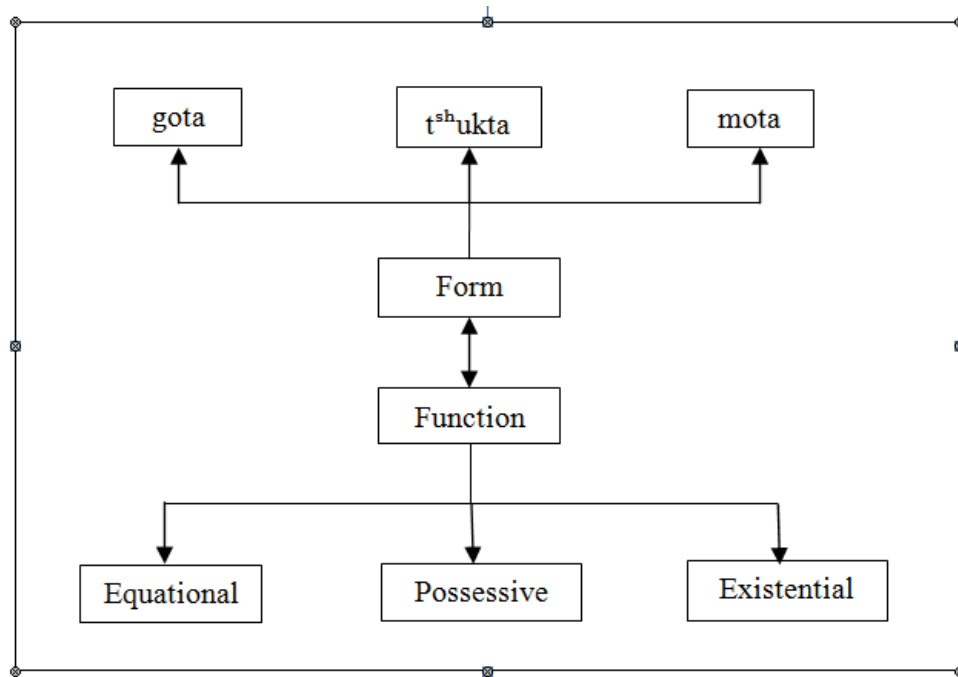 gota
tˢʰukta
mota
Form
Function
Equational
Possessive
Existential